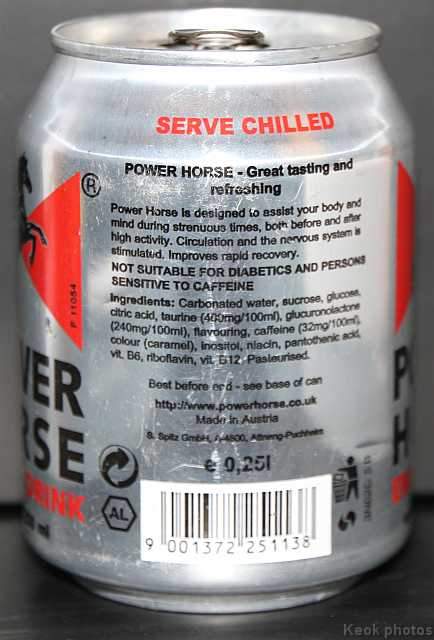 SERVE CHILLED
POWER HORSE - Great tasting and
refreshing
®
Power Horse is designed to assist your body and
mind during strenuous times, both before and after
high activity. Circulation and the nervous system is
stimulated. Improves rapid recovery.
NOT SUITABLE FOR DIABETICS AND PERSONS
SENSITIVE TO CAFFEINE
Ingredients: Carbonated water, sucrose, glucose,
citric acid, taurine (400mg/100ml), glucuronolactone
(240mg/100ml), flavouring, caffeine (32mg/100ml),
colour (caramel), inositol, niacin, pantothenic acid,
vit. B6, riboflavin, vit. B12. Pasteurised.
P 11054
R
WER
RSE
DRINK
ml
Best before end - see base of can
http://www.powerhorse.co.uk
Made in Austria
S. Spitz GmbH, A-4800, Attnang-Puchheim
e 0,25l
AL
9 001372 251138
P
H
Keok photos